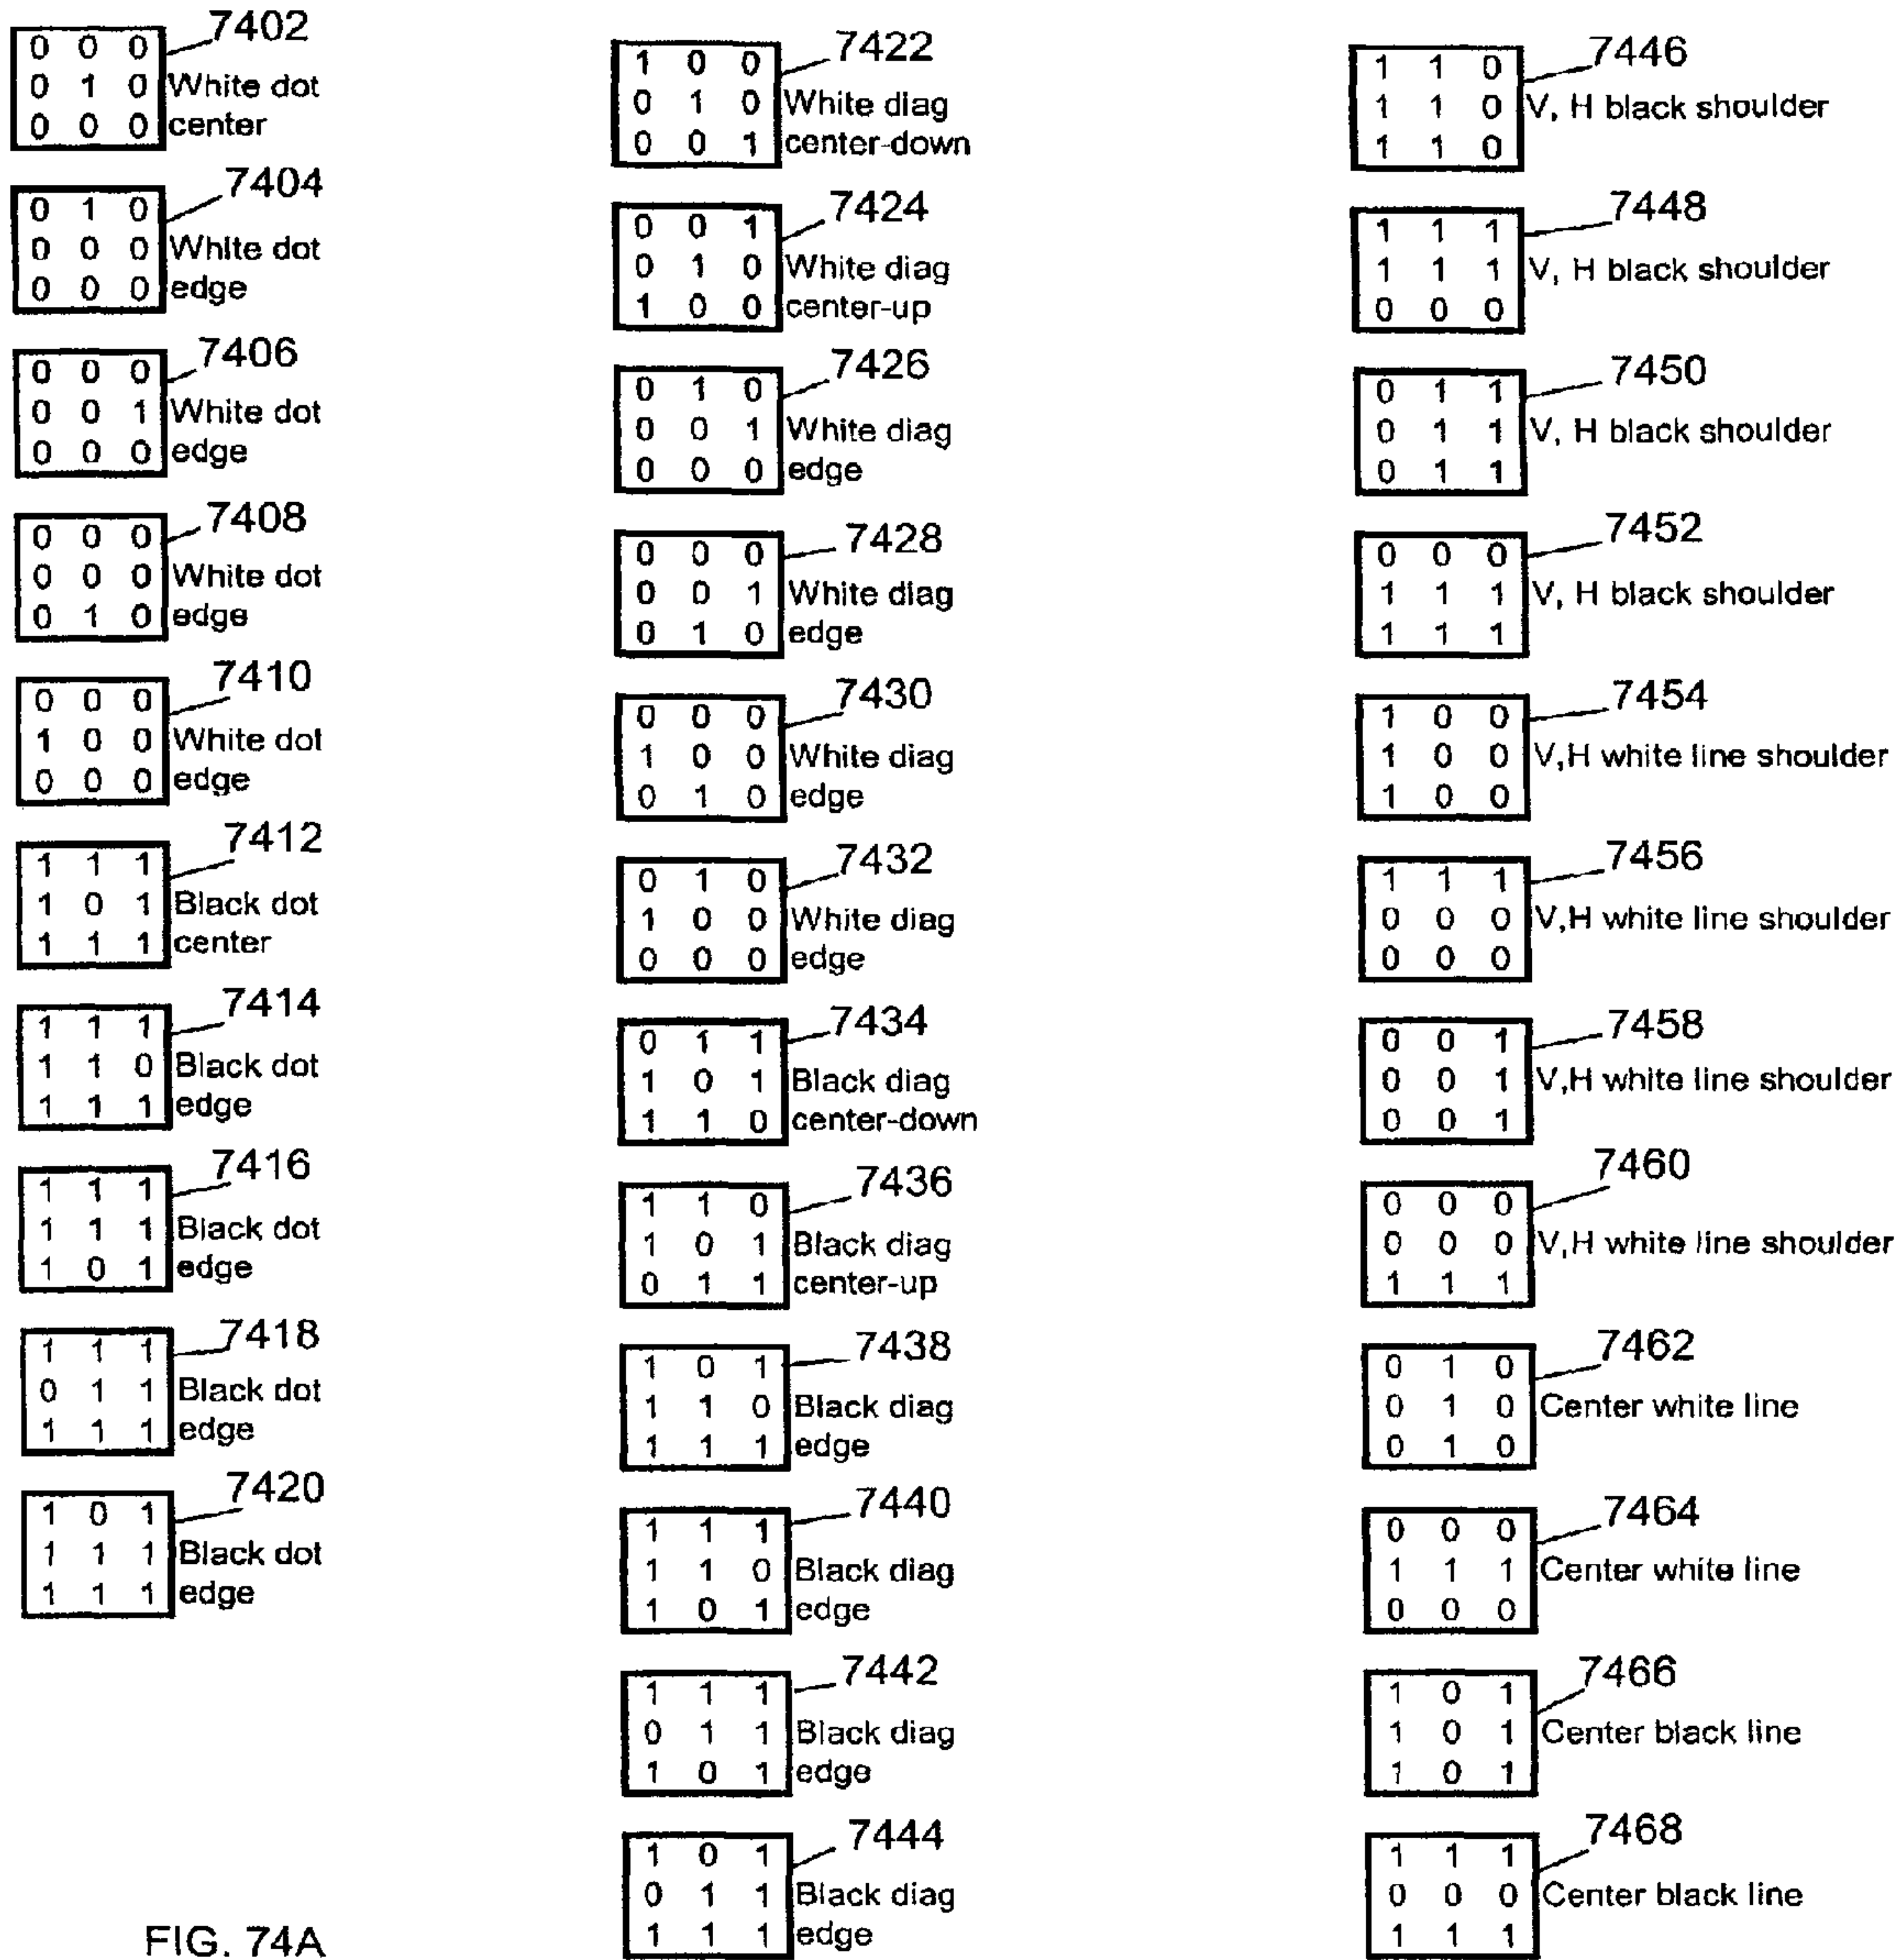 7402
0 0 0
0 1 0 White dot
0 0 0 center
7404
0 1 0
0 0 0 White dot
0 0 0 edge
7406
0 0 0
0 0 1 White dot
0 0 0 edge
7408
0 0 0
0 0 0 White dot
0 1 0 edge
7410
0 0 0
1 0 0 White dot
0 0 0 edge
7412
1 1 1
1 0 1 Black dot
1 1 1 center
7414
1 1 1
1 1 0 Black dot
1 1 1 edge
7416
1 1 1
1 1 1 Black dot
1 0 1 edge
7418
1 1 1
0 1 1 Black dot
1 1 1 edge
7420
1 0 1
1 1 1 Black dot
1 1 1 edge
7422
1 0 0
0 1 0 White diag
0 0 1 center-down
7424
0 0 1
0 1 0 White diag
1 0 0 center-up
7426
0 1 0
0 0 1 White diag
0 0 0 edge
7428
0 0 0
0 0 1 White diag
0 1 0 edge
7430
0 0 0
1 0 0 White diag
0 1 0 edge
7432
0 1 0
1 0 0 White diag
0 0 0 edge
7434
0 1 1
1 0 1 Black diag
1 1 0 center-down
7436
1 1 0
1 0 1 Black diag
0 1 1 center-up
7438
1 0 1
1 1 0 Black diag
1 1 1 edge
7440
1 1 1
1 1 0 Black diag
1 0 1 edge
7442
1 1 1
0 1 1 Black diag
1 0 1 edge
7444
1 0 1
0 1 1 Black diag
1 1 1 edge
7446
1 1 0
1 1 0 V, H black shoulder
1 1 0
7448
1 1 1
1 1 1 V, H black shoulder
0 0 0
7450
0 1 1
0 1 1 V, H black shoulder
0 1 1
7452
0 0 0
1 1 1 V, H black shoulder
1 1 1
7454
1 0 0
1 0 0 V,H white line shoulder
1 0 0
7456
1 1 1
0 0 0 V,H white line shoulder
0 0 0
7458
0 0 1
0 0 1 V,H white line shoulder
0 0 1
7460
0 0 0
0 0 0 V,H white line shoulder
1 1 1
7462
0 1 0
0 1 0 Center white line
0 1 0
7464
0 0 0
1 1 1 Center white line
0 0 0
7466
1 0 1
1 0 1 Center black line
1 0 1
7468
1 1 1
0 0 0 Center black line
1 1 1
FIG. 74A